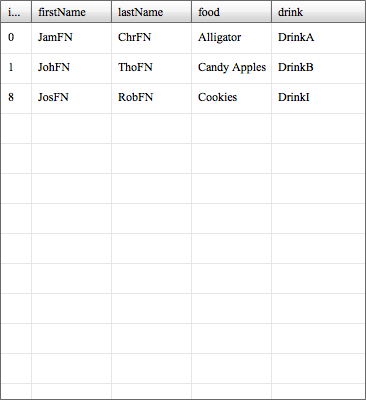 i... firstName lastName food drink
0 JamFN ChrFN Alligator DrinkA
1 JohFN ThoFN Candy Apples DrinkB
8 JosFN RobFN Cookies DrinkI